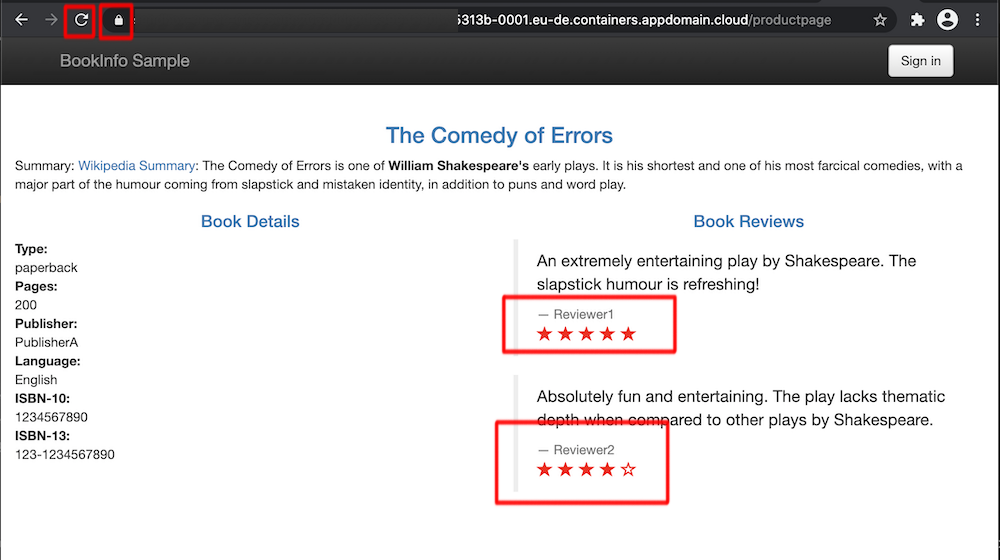 5313b-0001.eu-de.containers.appdomain.cloud/productpage
BookInfo Sample
Sign in
The Comedy of Errors
Summary: Wikipedia Summary: The Comedy of Errors is one of William Shakespeare's early plays. It is his shortest and one of his most farcical comedies, with a
major part of the humour coming from slapstick and mistaken identity, in addition to puns and word play.
Book Details
Type:
paperback
Pages:
200
Publisher:
PublisherA
Language:
English
ISBN-10:
1234567890
ISBN-13:
123-1234567890
Book Reviews
An extremely entertaining play by Shakespeare. The
slapstick humour is refreshing!
— Reviewer1
Absolutely fun and entertaining. The play lacks thematic
depth when compared to other plays by Shakespeare.
— Reviewer2